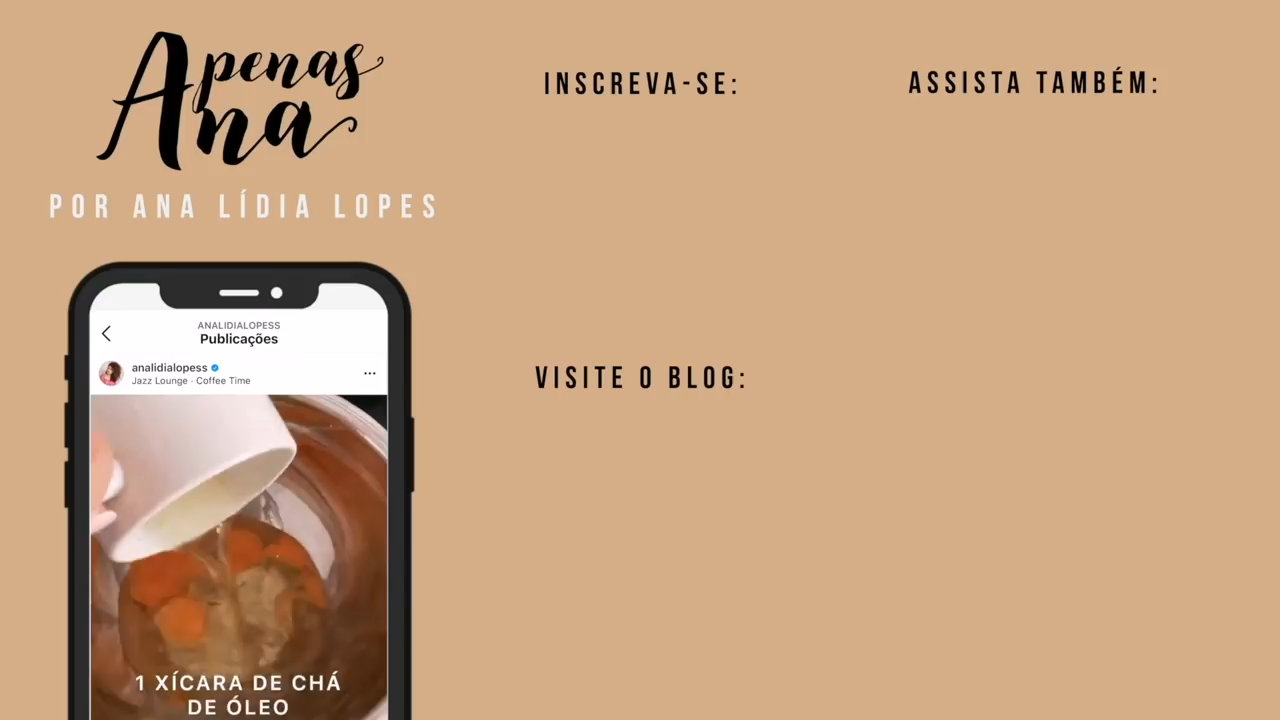 Apenas
Ana
POR ANA LÍDIA LOPES
INSCREVA-SE:
ASSISTA TAMBÉM:
VISITE O BLOG:
ANALIDIALOPESS
Publicações
analidialopess
Jazz Lounge · Coffee Time
1 XÍCARA DE CHÁ
DE ÓLEO